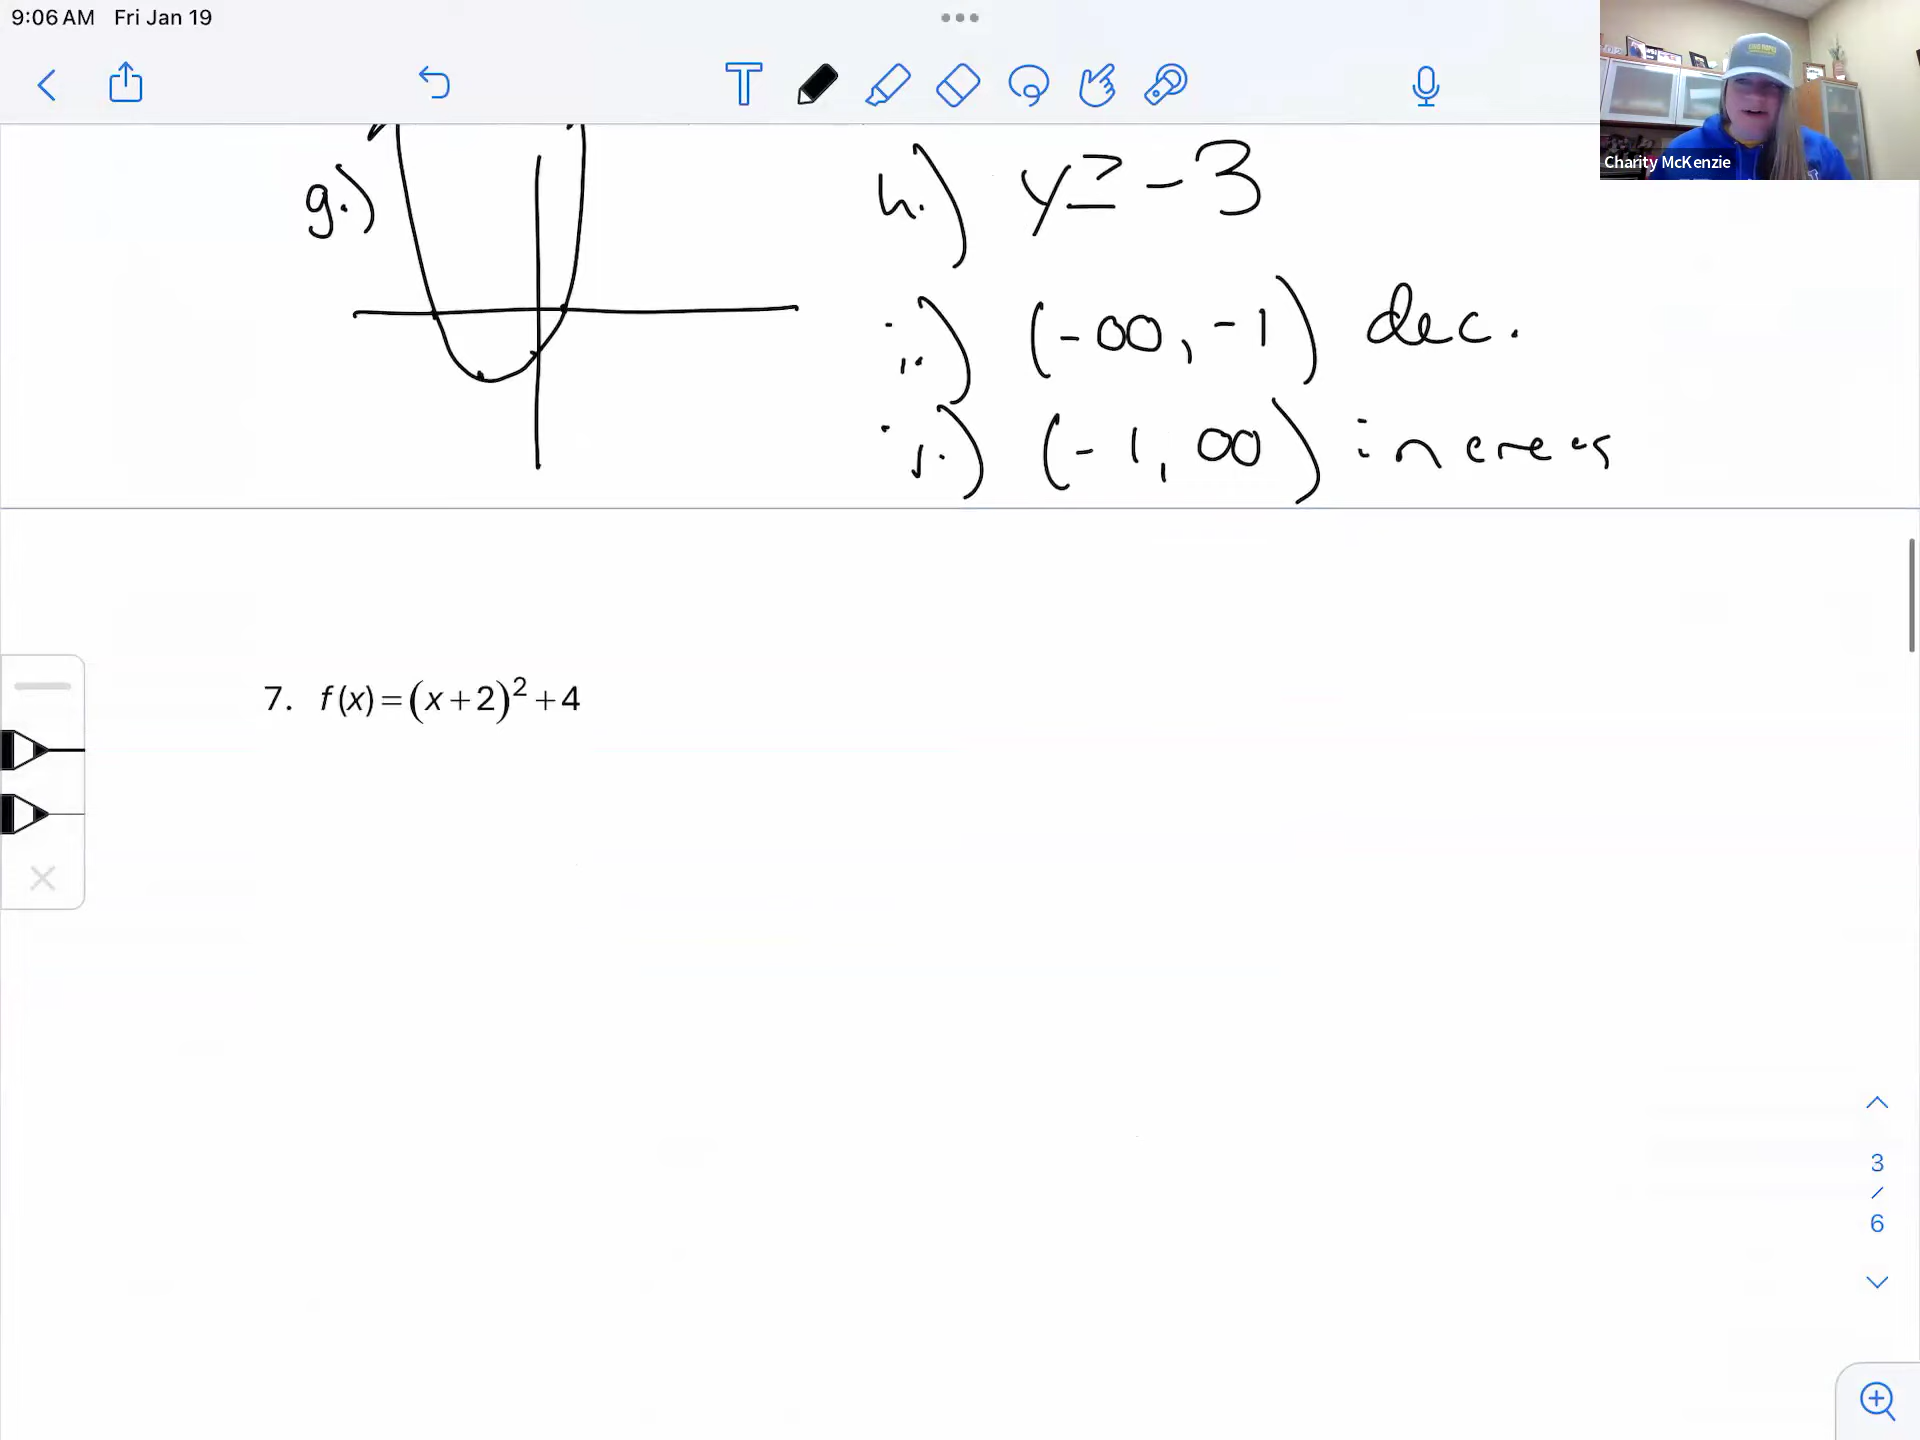 9:06 AM Fri Jan 19
Charity McKenzie
g.)
h.) y ≥ -3
i.) (-∞, -1) dec.
j.) (-1, ∞) increas
7. f(x) = (x+2)² + 4
3
/
6